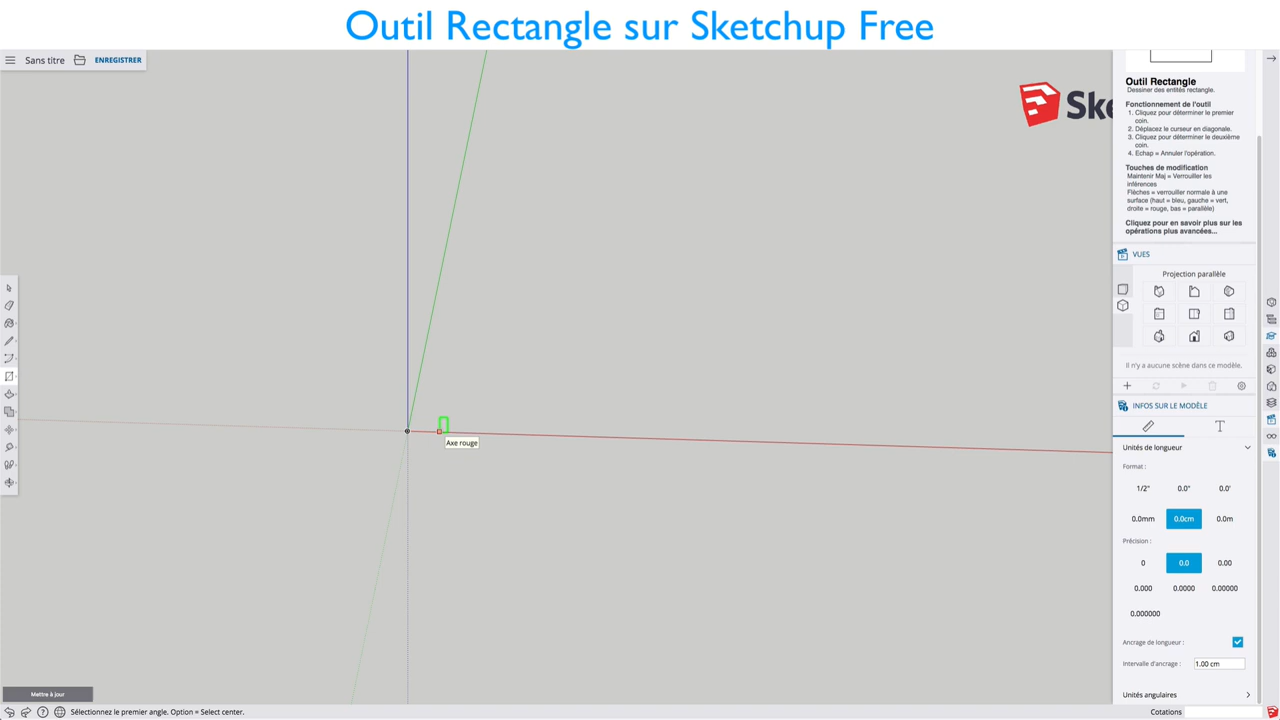 Outil Rectangle sur Sketchup Free
Sans titre
ENREGISTRER
Outil Rectangle
Dessiner des entités rectangle.
Fonctionnement de l'outil
1. Cliquez pour déterminer le premier
coin.
2. Déplacez le curseur en diagonale.
3. Cliquez pour déterminer le deuxième
coin.
4. Echap = Annuler l'opération.
Touches de modification
Maintenir Maj = Verrouiller les
inférences
Flèches = verrouiller normale à une
surface (haut = bleu, gauche = vert,
droite = rouge, bas = parallèle)
Cliquez pour en savoir plus sur les
opérations plus avancées...
VUES
Projection parallèle
Il n'y a aucune scène dans ce modèle.
INFOS SUR LE MODÈLE
Unités de longueur
Format :
1/2" 0.0" 0.0'
0.0mm 0.0cm 0.0m
Précision :
0 0.0 0.00
0.000 0.0000 0.00000
0.000000
Ancrage de longueur :
Intervalle d'ancrage : 1.00 cm
Unités angulaires
Ske
Axe rouge
Mettre à jour
Sélectionnez le premier angle. Option = Select center.
Cotations